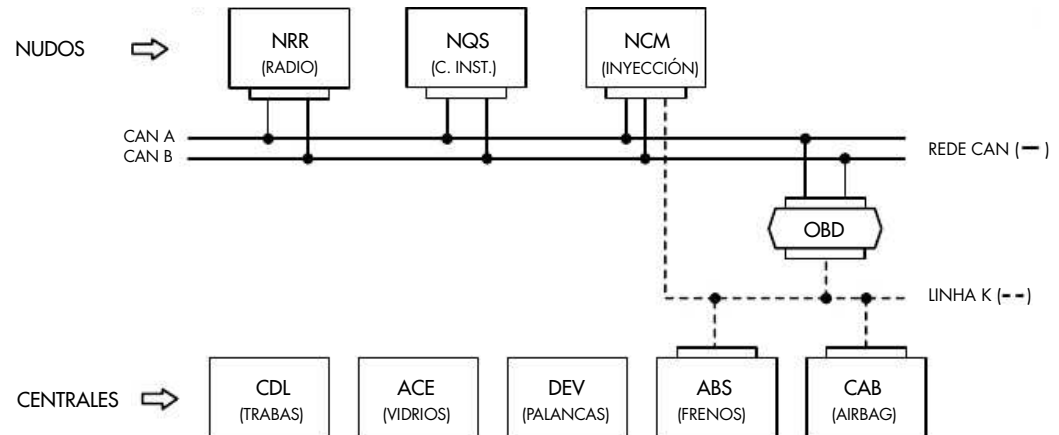 NUDOS
NRR
(RADIO)
NQS
(C. INST.)
NCM
(INYECCIÓN)
CAN A
CAN B
REDE CAN ( )
OBD
LINHA K (--)
CENTRALES
CDL
(TRABAS)
ACE
(VIDRIOS)
DEV
(PALANCAS)
ABS
(FRENOS)
CAB
(AIRBAG)